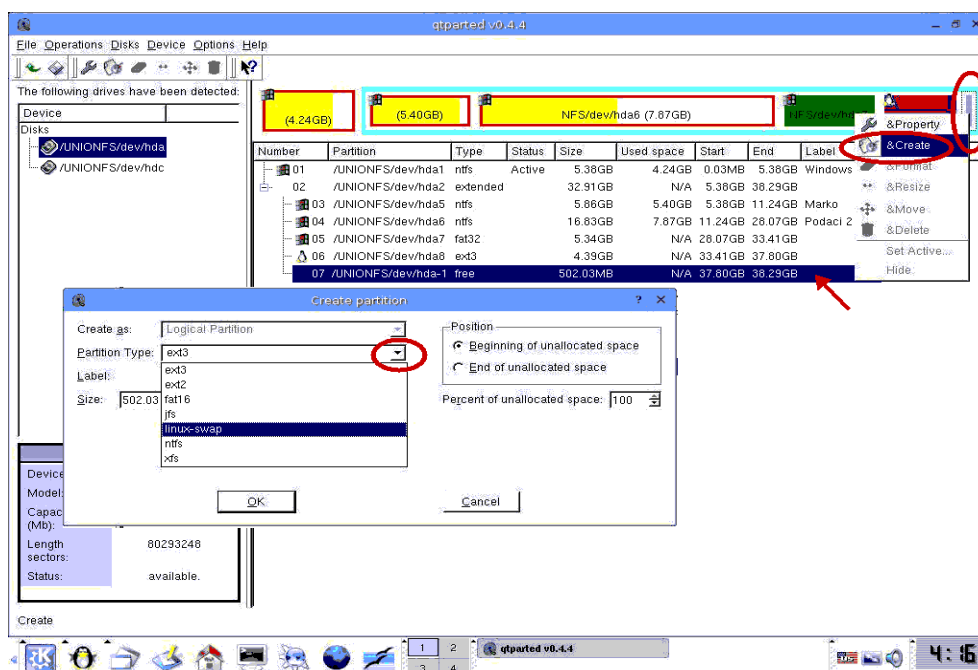 qtparted v0.4.4
File Operations Disks Device Options Help
The following drives have been detected:
Device
Disks
/UNIONFS/dev/hda
/UNIONFS/dev/hdc
(4.24GB)
(5.40GB)
NFS/dev/hda6 (7.87GB)
NFS/dev/hd
Number Partition Type Status Size Used space Start End Label
01 /UNIONFS/dev/hda1 ntfs Active 5.38GB 4.24GB 0.03MB 5.38GB Windows
02 /UNIONFS/dev/hda2 extended 32.91GB N/A 5.38GB 38.29GB
03 /UNIONFS/dev/hda5 ntfs 5.86GB 5.40GB 5.38GB 11.24GB Marko
04 /UNIONFS/dev/hda6 ntfs 16.83GB 7.87GB 11.24GB 28.07GB Podaci 2
05 /UNIONFS/dev/hda7 fat32 5.34GB N/A 28.07GB 33.41GB
06 /UNIONFS/dev/hda8 ext3 4.39GB N/A 33.41GB 37.80GB
07 /UNIONFS/dev/hda-1 free 502.03MB N/A 37.80GB 38.29GB
&Property
&Create
&Format
&Resize
&Move
&Delete
Set Active...
Hide
Create partition
Create as: Logical Partition
Partition Type: ext3
Label:
Size: 502.03
ext3
ext2
fat16
jfs
linux-swap
ntfs
xfs
Position
Beginning of unallocated space
End of unallocated space
Percent of unallocated space: 100
OK
Cancel
Device
Model:
Capac
(Mb):
Length sectors: 80293248
Status: available.
Create
1 2
3 4
qtparted v0.4.4
4:16